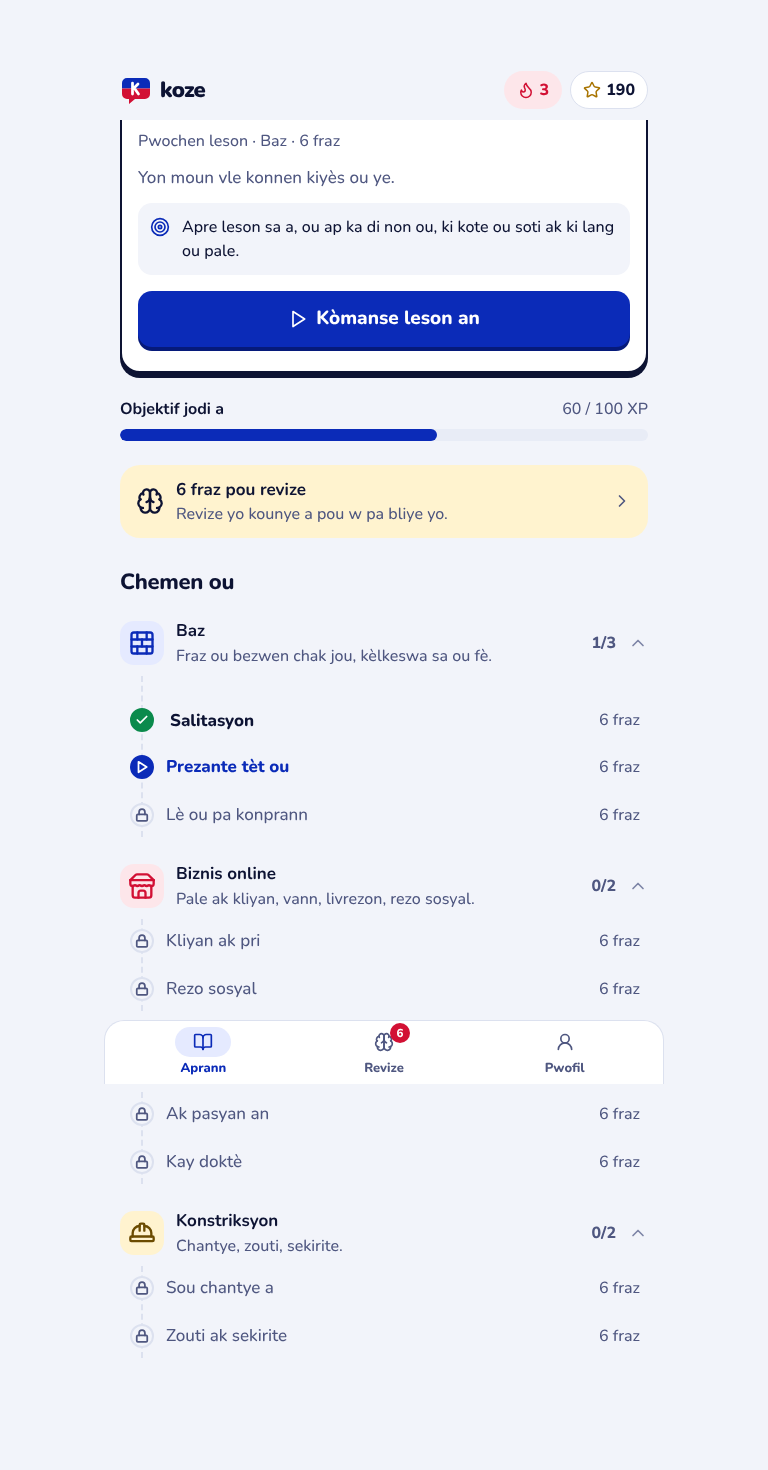 K koze
3
190
Pwochen leson · Baz · 6 fraz
Yon moun vle konnen kiyès ou ye.
Apre leson sa a, ou ap ka di non ou, ki kote ou soti ak ki lang
ou pale.
Kòmanse leson an
Objektif jodi a
60 / 100 XP
6 fraz pou revize
Revize yo kounye a pou w pa bliye yo.
Chemen ou
Baz
Fraz ou bezwen chak jou, kèlkeswa sa ou fè.
1/3
Salitasyon
6 fraz
Prezante tèt ou
6 fraz
Lè ou pa konprann
6 fraz
Biznis online
Pale ak kliyan, vann, livrezon, rezo sosyal.
0/2
Kliyan ak pri
6 fraz
Rezo sosyal
6 fraz
Aprann
6
Revize
Pwofil
Ak pasyan an
6 fraz
Kay doktè
6 fraz
Konstriksyon
Chantye, zouti, sekirite.
0/2
Sou chantye a
6 fraz
Zouti ak sekirite
6 fraz